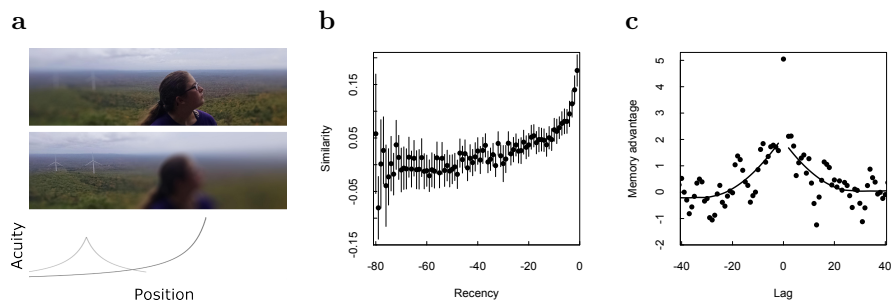 a
b
c
Acuity
Position
Similarity
0.15
0.05
-0.05
-0.15
-80
-60
-40
-20
0
Recency
Memory advantage
5
4
3
2
1
0
-1
-2
-40
-20
0
20
40
Lag